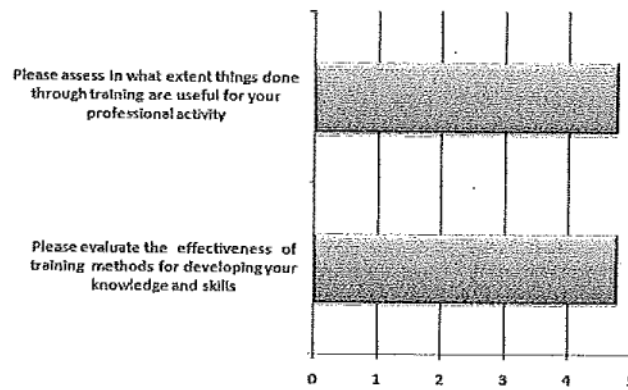 Please assess in what extent things done
through training are useful for your
professional activity
Please evaluate the effectiveness of
training methods for developing your
knowledge and skills
0 1 2 3 4